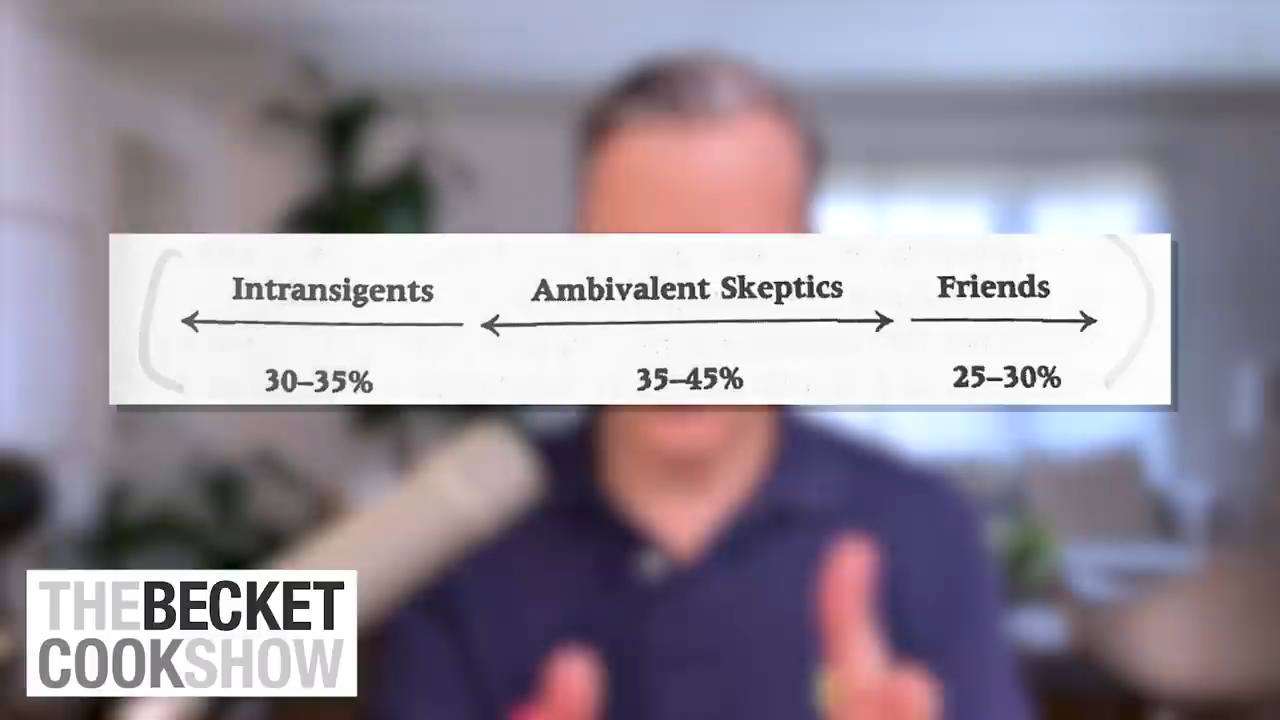 Intransigents Ambivalent Skeptics Friends
30–35% 35–45% 25–30%
THEBECKET
COOKSHOW